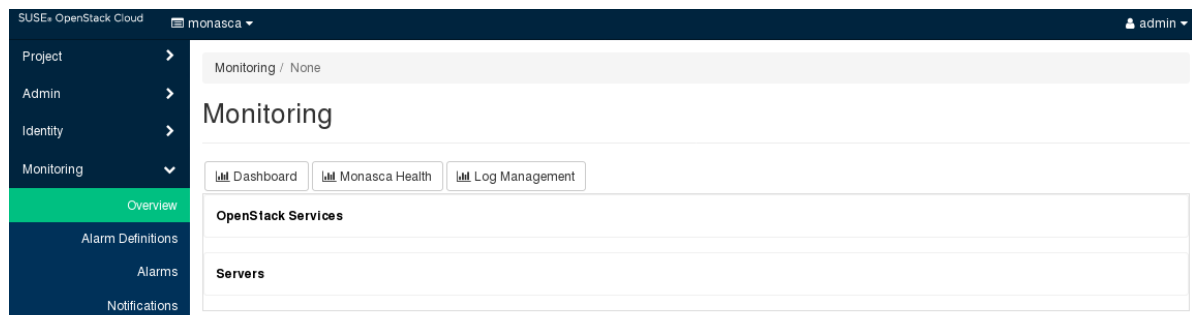 SUSE® OpenStack Cloud
monasca
admin
Project
Admin
Identity
Monitoring
Overview
Alarm Definitions
Alarms
Notifications
Monitoring / None
Monitoring
Dashboard
Monasca Health
Log Management
OpenStack Services
Servers